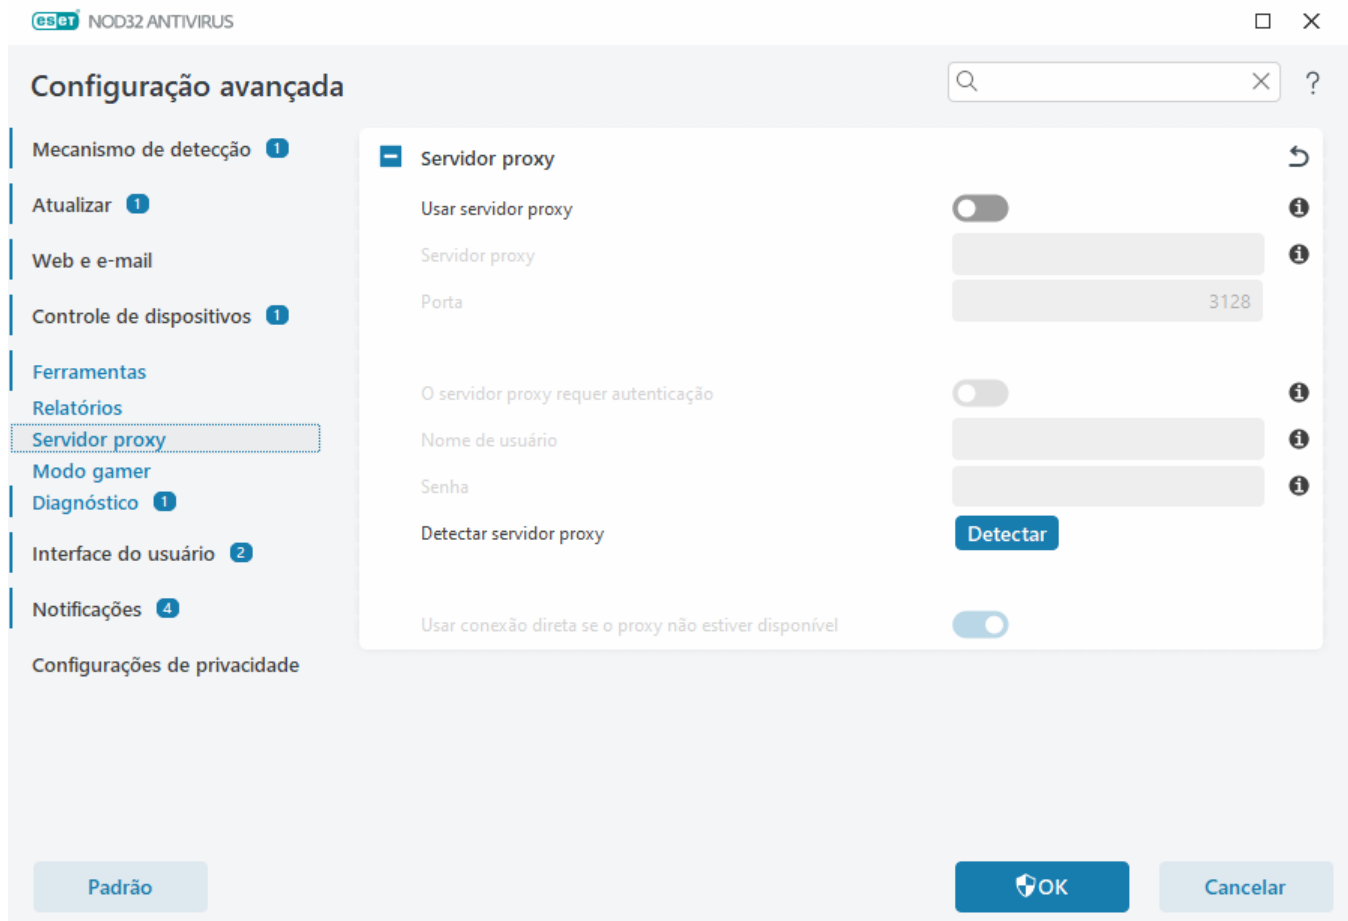 eset NOD32 ANTIVIRUS
Configuração avançada
?
Mecanismo de detecção 1
Atualizar 1
Web e e-mail
Controle de dispositivos 1
Ferramentas
Relatórios
Servidor proxy
Modo gamer
Diagnóstico 1
Interface do usuário 2
Notificações 4
Configurações de privacidade
Servidor proxy
Usar servidor proxy
Servidor proxy
Porta 3128
O servidor proxy requer autenticação
Nome de usuário
Senha
Detectar servidor proxy Detectar
Usar conexão direta se o proxy não estiver disponível
Padrão
OK
Cancelar